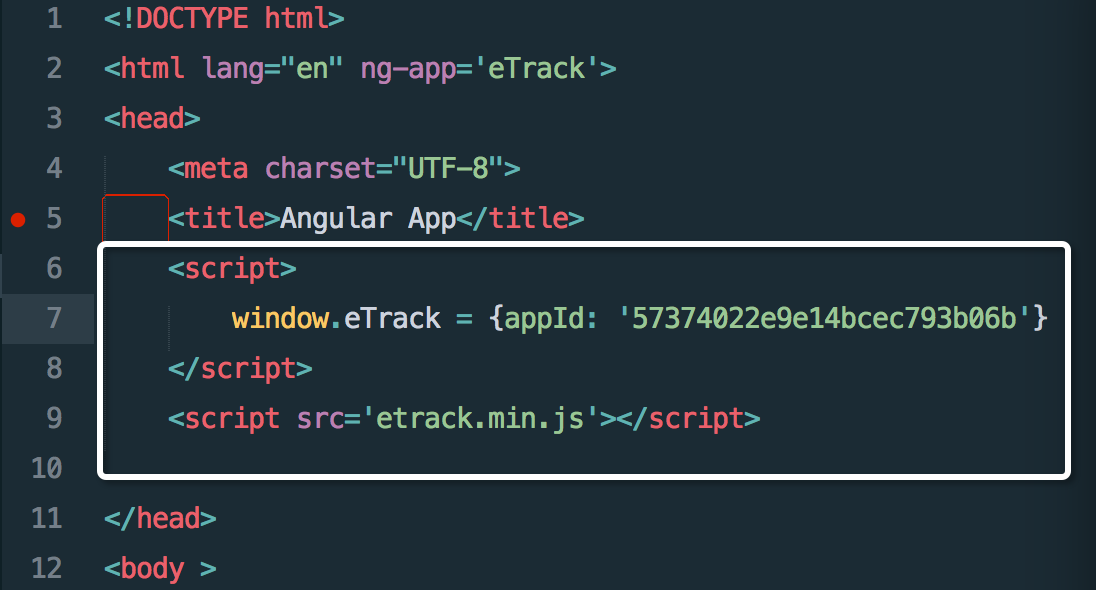 1 <!DOCTYPE html>
2 <html lang="en" ng-app='eTrack'>
3 <head>
4 <meta charset="UTF-8">
5 <title>Angular App</title>
6 <script>
7 window.eTrack = {appId: '57374022e9e14bcec793b06b'}
8 </script>
9 <script src='etrack.min.js'></script>
10
11 </head>
12 <body >